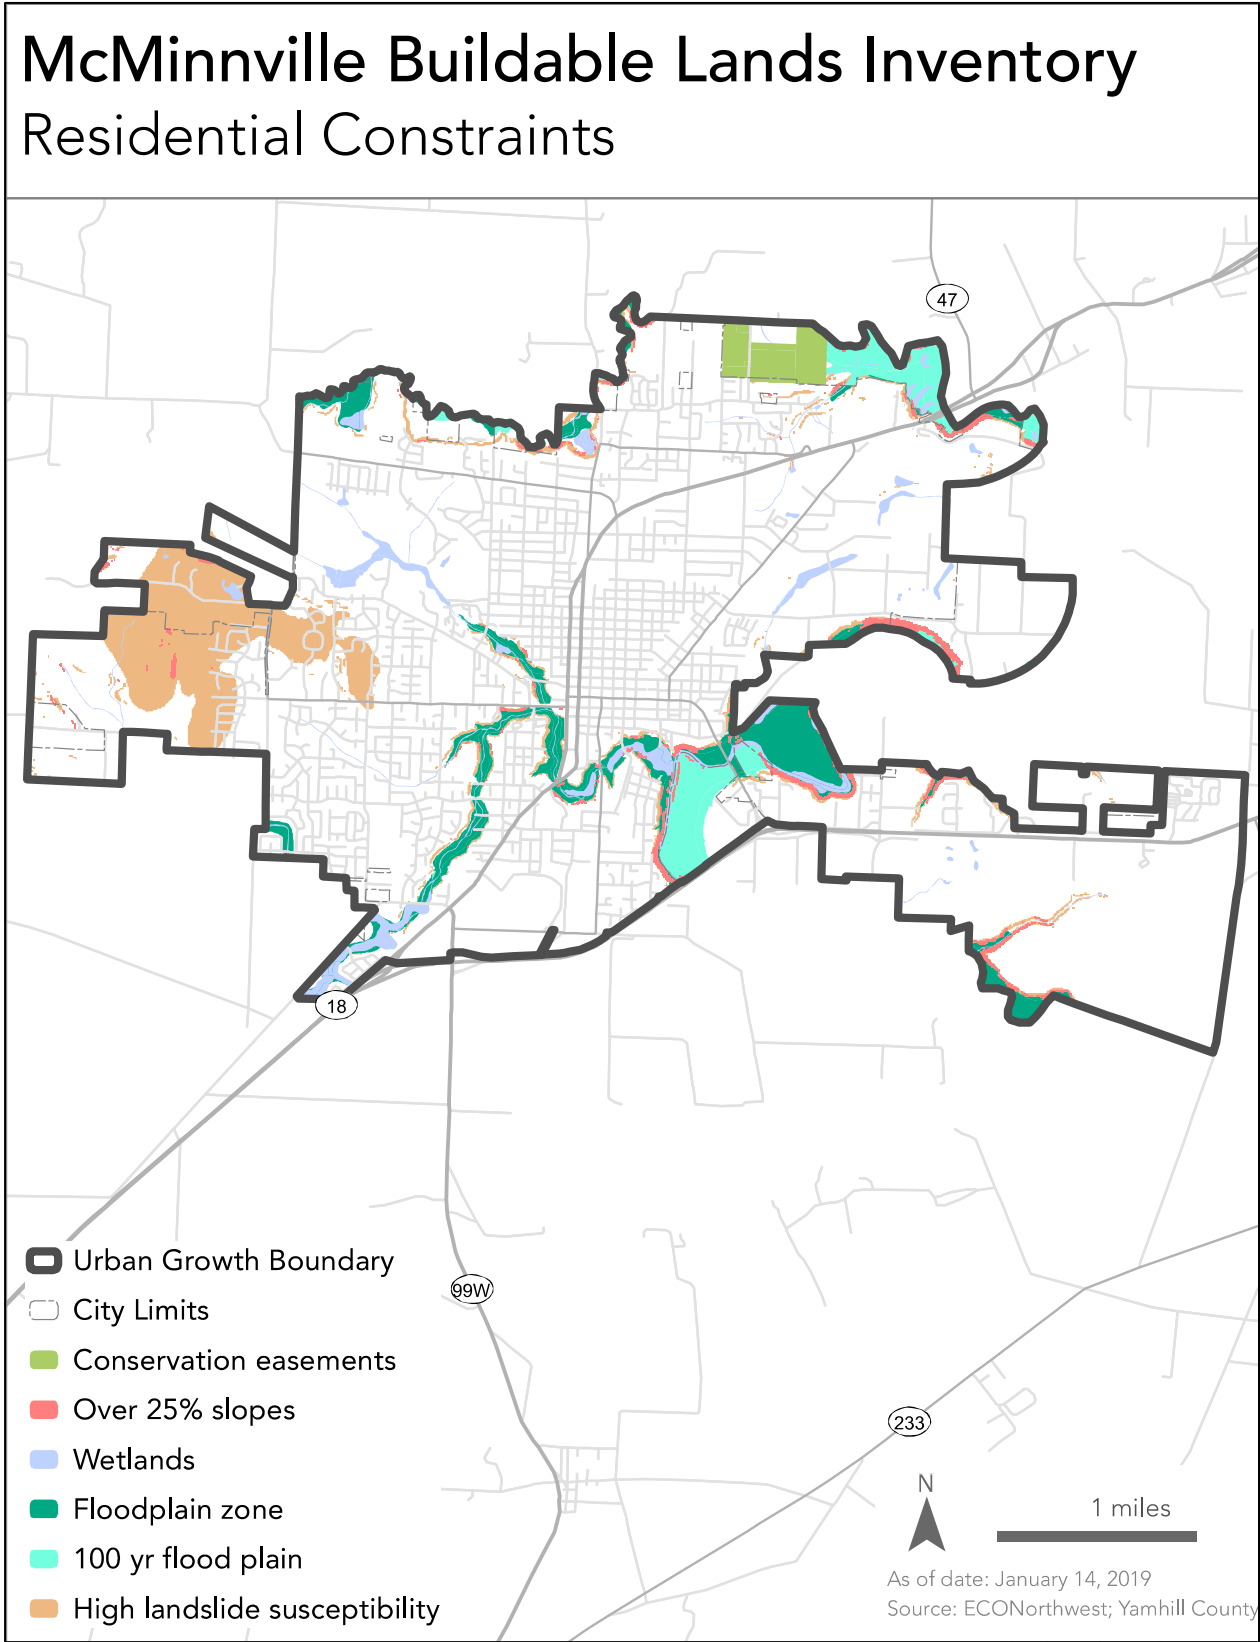 McMinnville Buildable Lands Inventory
Residential Constraints
47
18
99W
233
Urban Growth Boundary
City Limits
Conservation easements
Over 25% slopes
Wetlands
Floodplain zone
100 yr flood plain
High landslide susceptibility
N
1 miles
As of date: January 14, 2019
Source: ECONorthwest; Yamhill County